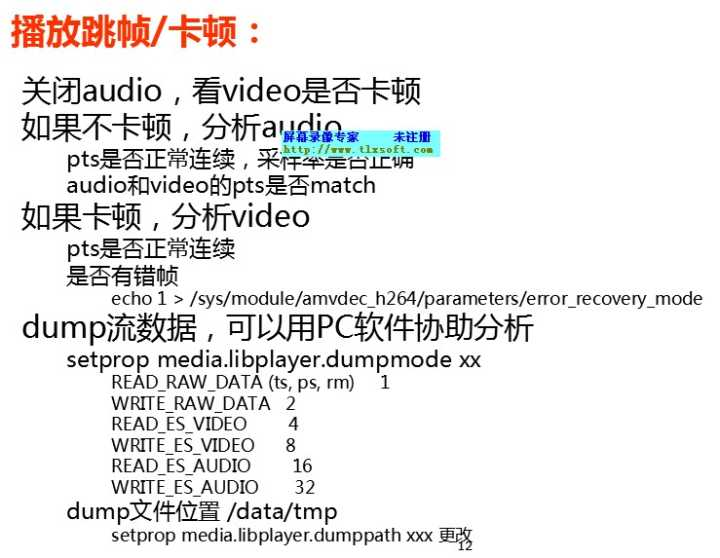 播放跳帧/卡顿：
关闭audio，看video是否卡顿
如果不卡顿，分析audio
屏幕录像专家 未注册
http://www.tlxsoft.com
pts是否正常连续，采样率是否正确
audio和video的pts是否match
如果卡顿，分析video
pts是否正常连续
是否有错帧
echo 1 > /sys/module/amvdec_h264/parameters/error_recovery_mode
dump流数据，可以用PC软件协助分析
setprop media.libplayer.dumpmode xx
READ_RAW_DATA (ts, ps, rm) 1
WRITE_RAW_DATA 2
READ_ES_VIDEO 4
WRITE_ES_VIDEO 8
READ_ES_AUDIO 16
WRITE_ES_AUDIO 32
dump文件位置 /data/tmp
setprop media.libplayer.dumppath xxx 更改
12